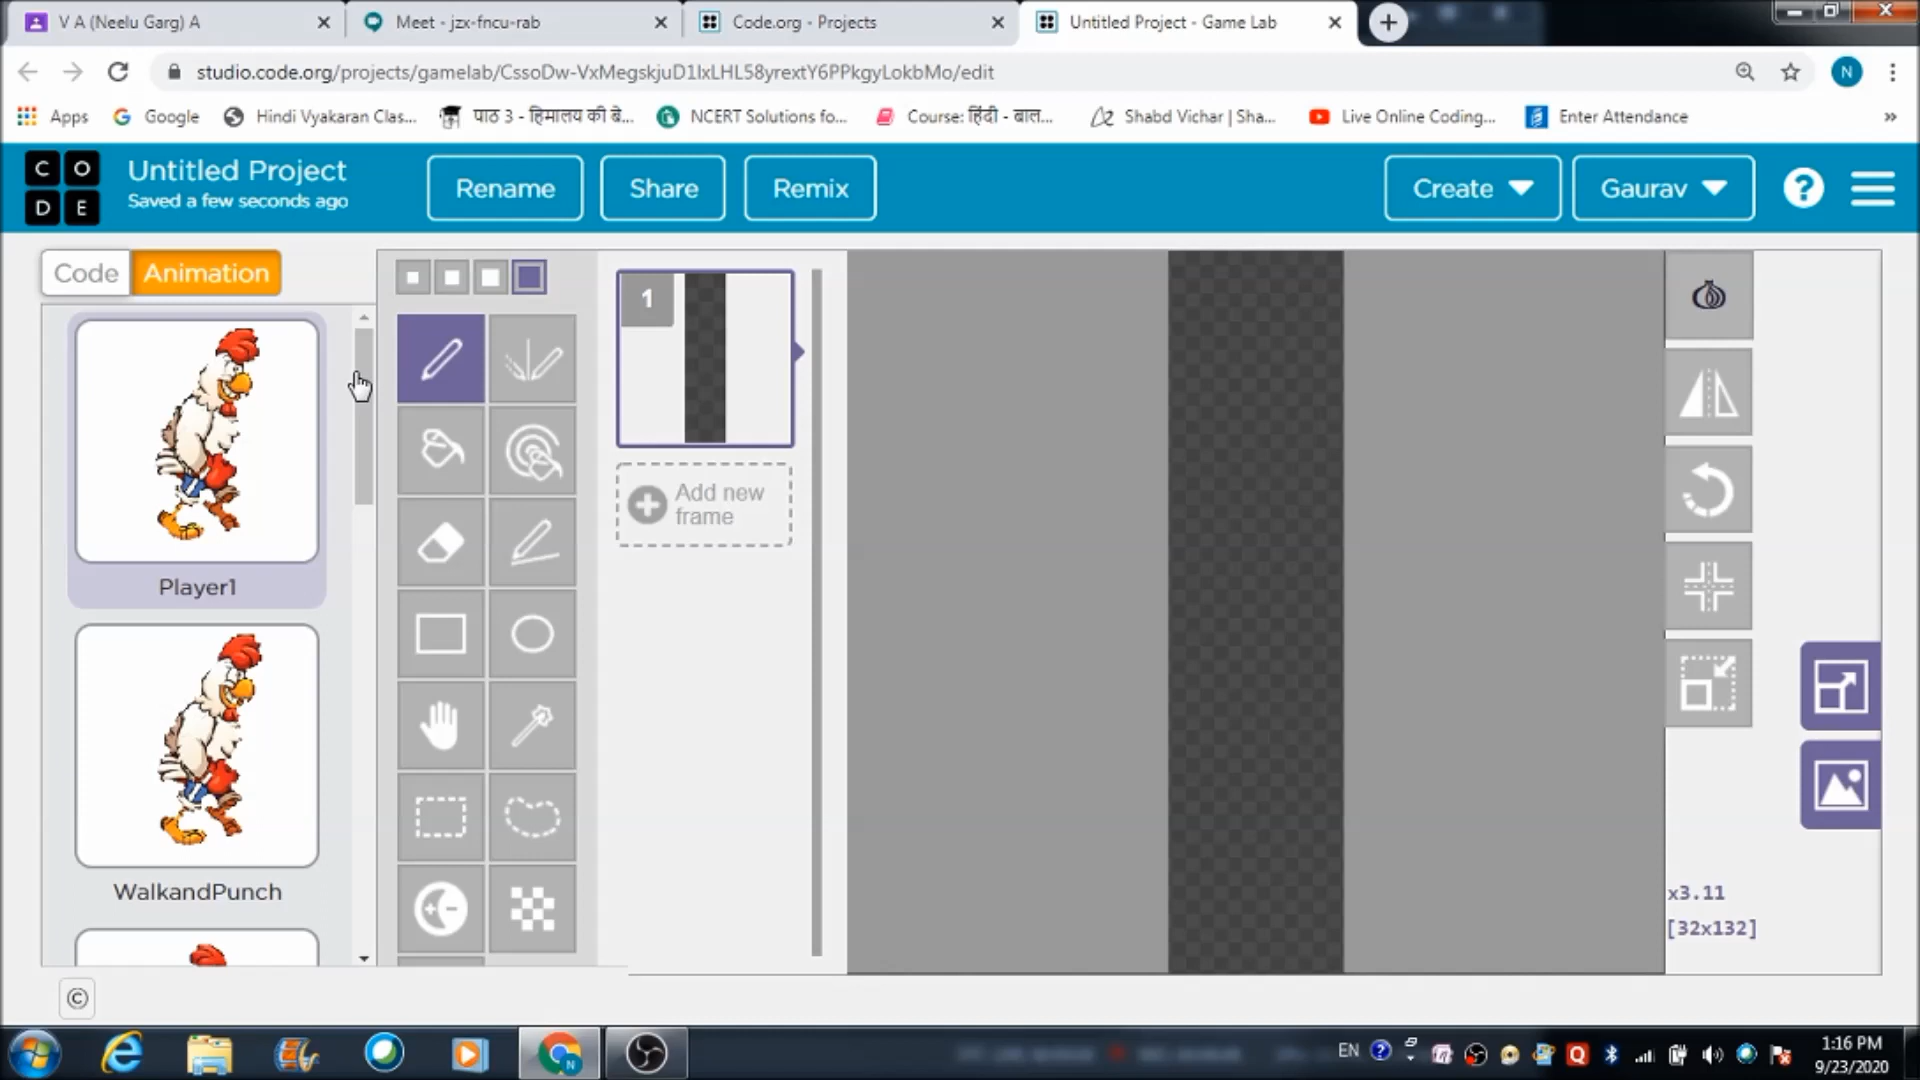 V A (Neelu Garg) A
Meet - jzx-fncu-rab
Code.org - Projects
Untitled Project - Game Lab
studio.code.org/projects/gamelab/CssoDw-VxMegskjuD1lxLHL58yrextY6PPkgyLokbMo/edit
N
Apps
Google
Hindi Vyakaran Clas...
पाठ 3 - हिमालय की बे...
NCERT Solutions fo...
Course: हिंदी - बाल...
Shabd Vichar | Sha...
Live Online Coding...
Enter Attendance
»
C O D E
Untitled Project
Saved a few seconds ago
Rename
Share
Remix
Create
Gaurav
?
Code
Animation
Player1
WalkandPunch
1
Add new
frame
x3.11
[32x132]
©
EN
1:16 PM
9/23/2020